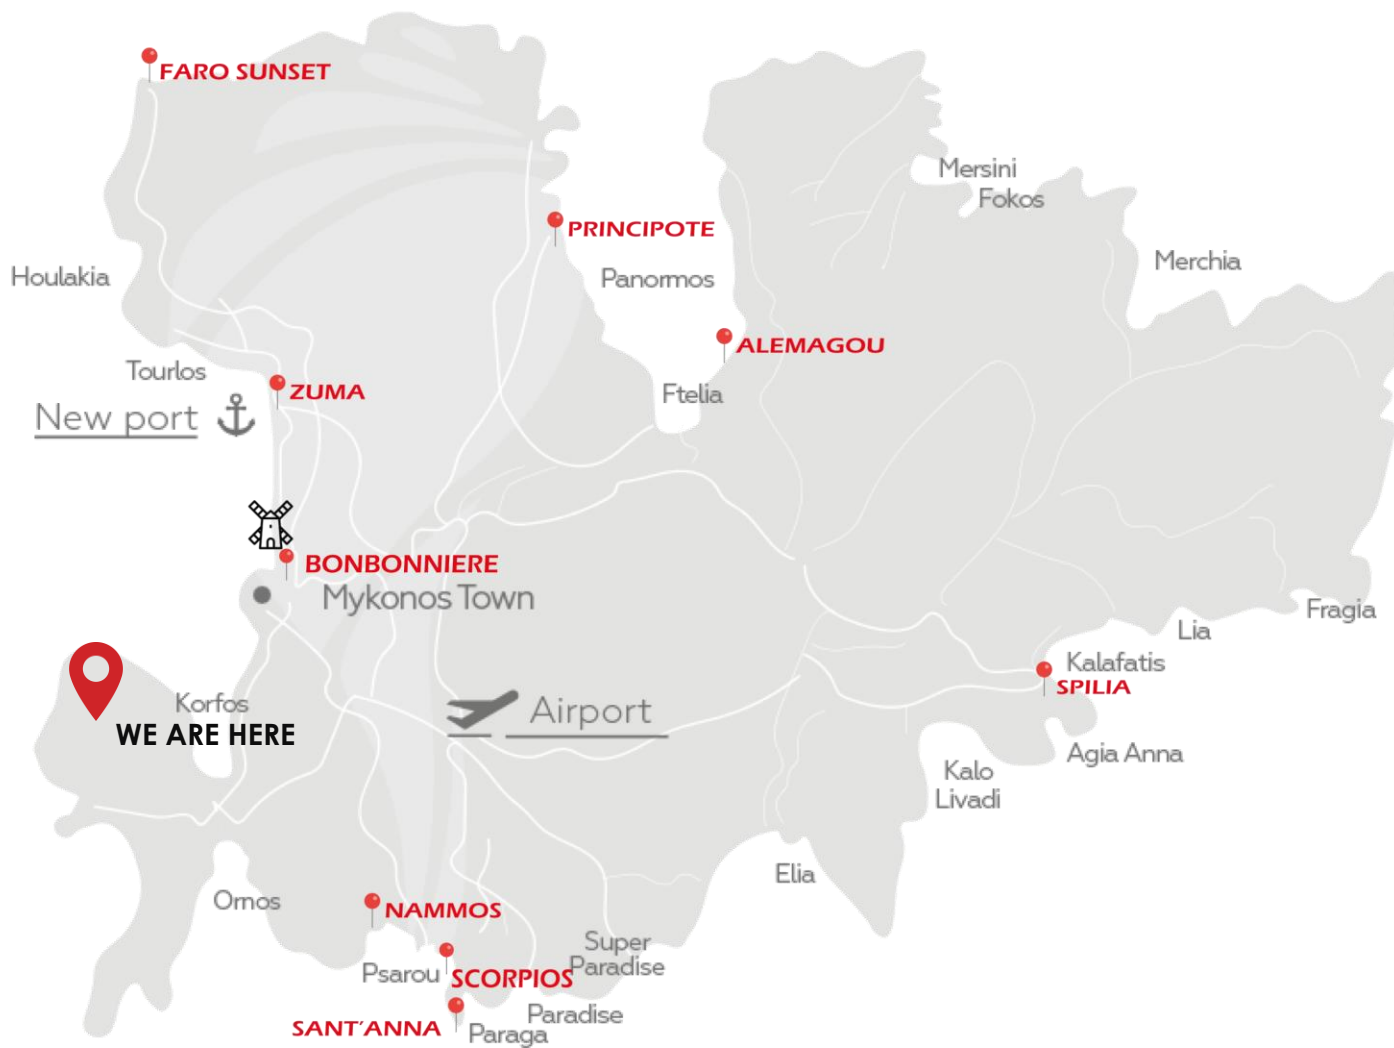 FARO SUNSET
Mersini
Fokos
PRINCIPOTE
Merchia
Houlakia
Panormos
ALEMAGOU
Tourlos
ZUMA
Ftelia
New port
BONBONNIERE
Mykonos Town
Fragia
Lia
Kalafatis
SPILIA
Korfos
WE ARE HERE
Airport
Agia Anna
Kalo
Livadi
Elia
Ornos
NAMMOS
Super
Paradise
Psarou
SCORPIOS
Paradise
SANT'ANNA
Paraga